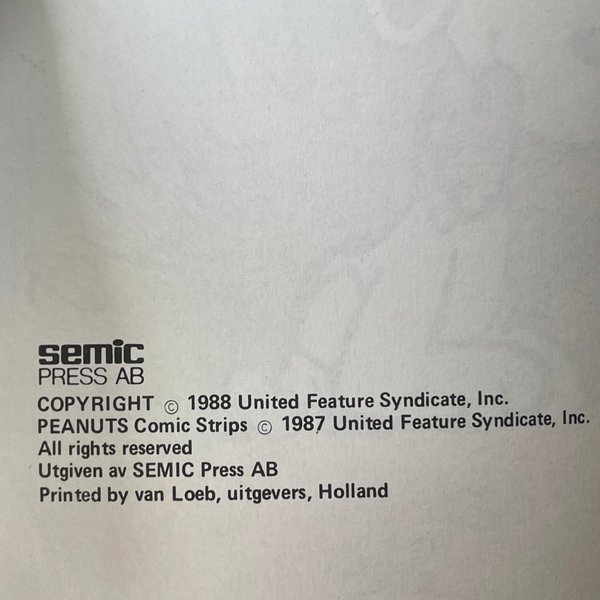 semic
PRESS AB
COPYRIGHT © 1988 United Feature Syndicate, Inc.
PEANUTS Comic Strips © 1987 United Feature Syndicate, Inc.
All rights reserved
Utgiven av SEMIC Press AB
Printed by van Loeb, uitgevers, Holland